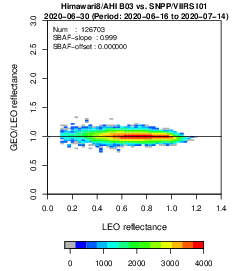 Himawari8/AHI B03 vs. SNPP/VIIRS I01
2020-06-30 (Period: 2020-06-16 to 2020-07-14)
Num : 126703
SBAF-slope : 0.999
SBAF-offset : 0.000000
GEO/LEO reflectance
3.0
2.5
2.0
1.5
1.0
0.5
0.0
0.0 0.2 0.4 0.6 0.8 1.0 1.2 1.4
LEO reflectance
0 1000 2000 3000 4000